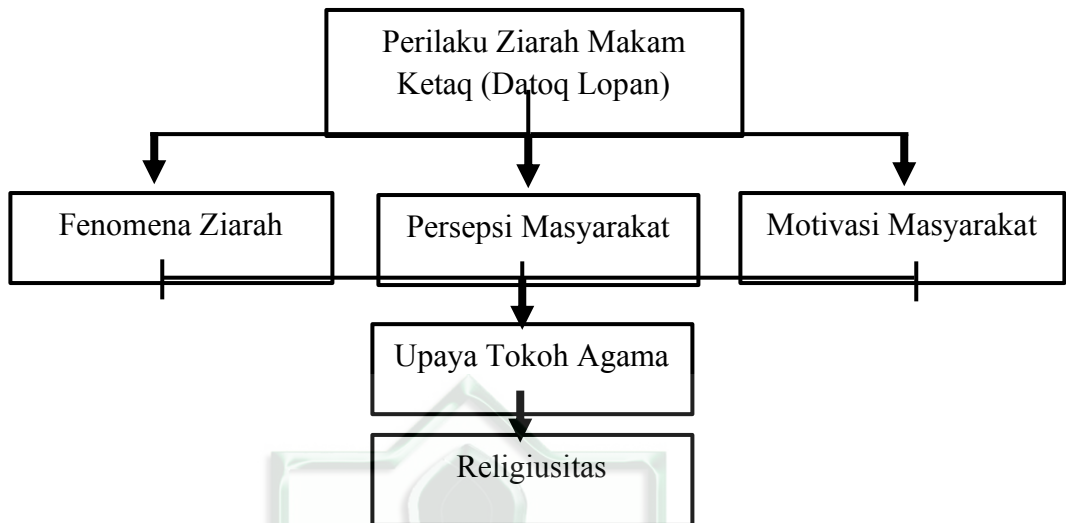 Perilaku Ziarah Makam
Ketaq (Datoq Lopan)
Fenomena Ziarah
Persepsi Masyarakat
Motivasi Masyarakat
Upaya Tokoh Agama
Religiusitas